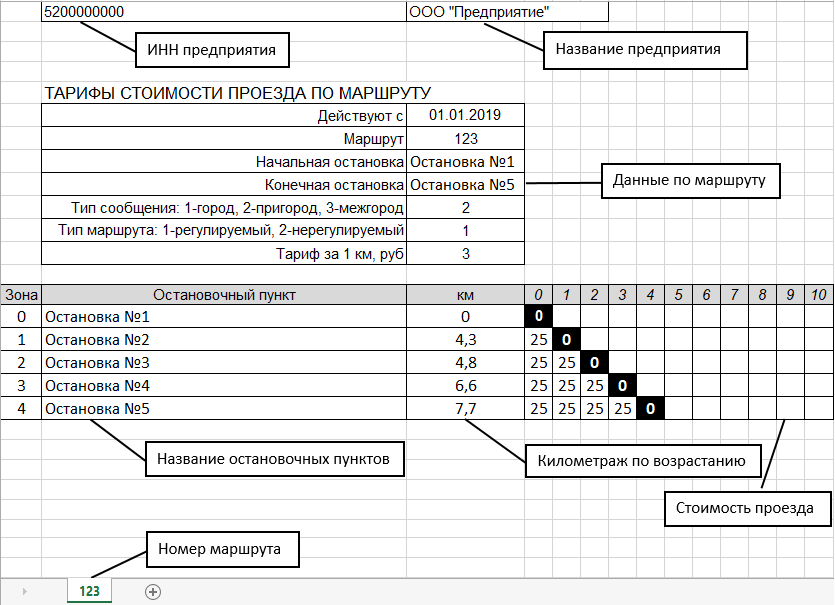 5200000000 ООО "Предприятие"
ИНН предприятия
Название предприятия
ТАРИФЫ СТОИМОСТИ ПРОЕЗДА ПО МАРШРУТУ
Действуют с 01.01.2019
Маршрут 123
Начальная остановка Остановка №1
Конечная остановка Остановка №5
Данные по маршруту
Тип сообщения: 1-город, 2-пригород, 3-межгород 2
Тип маршрута: 1-регулируемый, 2-нерегулируемый 1
Тариф за 1 км, руб 3
Зона Остановочный пункт км 0 1 2 3 4 5 6 7 8 9 10
0 Остановка №1 0 0
1 Остановка №2 4,3 25 0
2 Остановка №3 4,8 25 25 0
3 Остановка №4 6,6 25 25 25 0
4 Остановка №5 7,7 25 25 25 25 0
Название остановочных пунктов
Километраж по возрастанию
Стоимость проезда
Номер маршрута
123